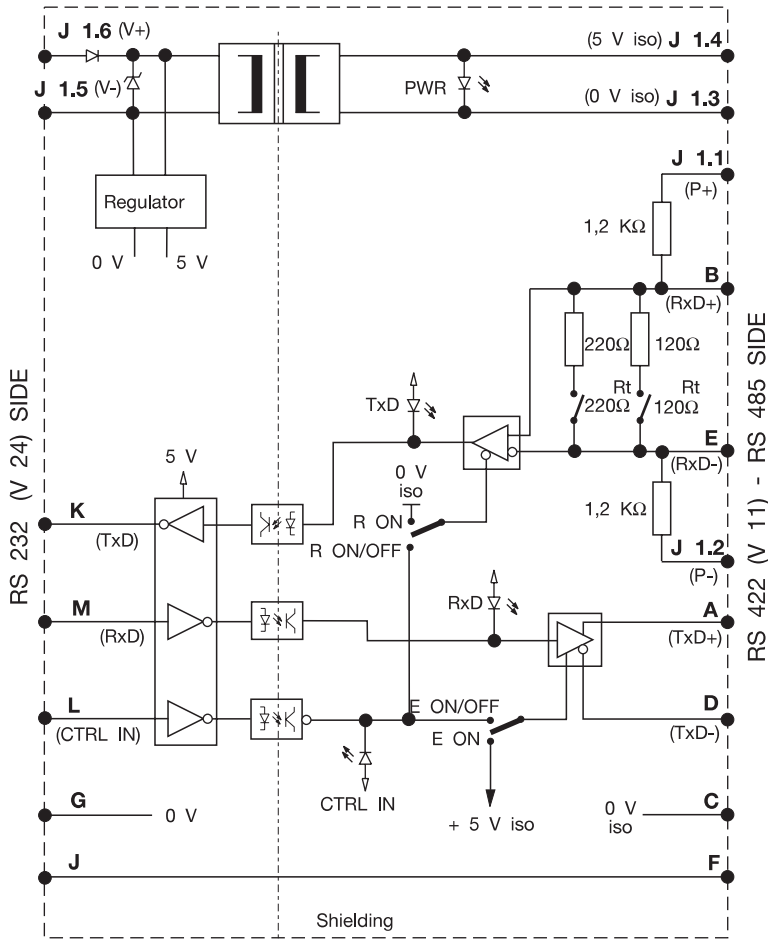 J 1.6 (V+)
(5 V iso) J 1.4
J 1.5 (V-)
PWR
(0 V iso) J 1.3
J 1.1
(P+)
Regulator
1,2 KΩ
0 V
5 V
B
(RxD+)
220Ω
120Ω
Rt
220Ω
Rt
120Ω
TxD
E
(RxD-)
5 V
0 V
iso
K
(TxD)
R ON
R ON/OFF
1,2 KΩ
J 1.2
(P-)
M
(RxD)
RxD
A
(TxD+)
L
(CTRL IN)
E ON/OFF
E ON
D
(TxD-)
CTRL IN
G
0 V
+ 5 V iso
0 V
iso
C
J
F
Shielding
RS 232 (V 24) SIDE
RS 422 (V 11) - RS 485 SIDE